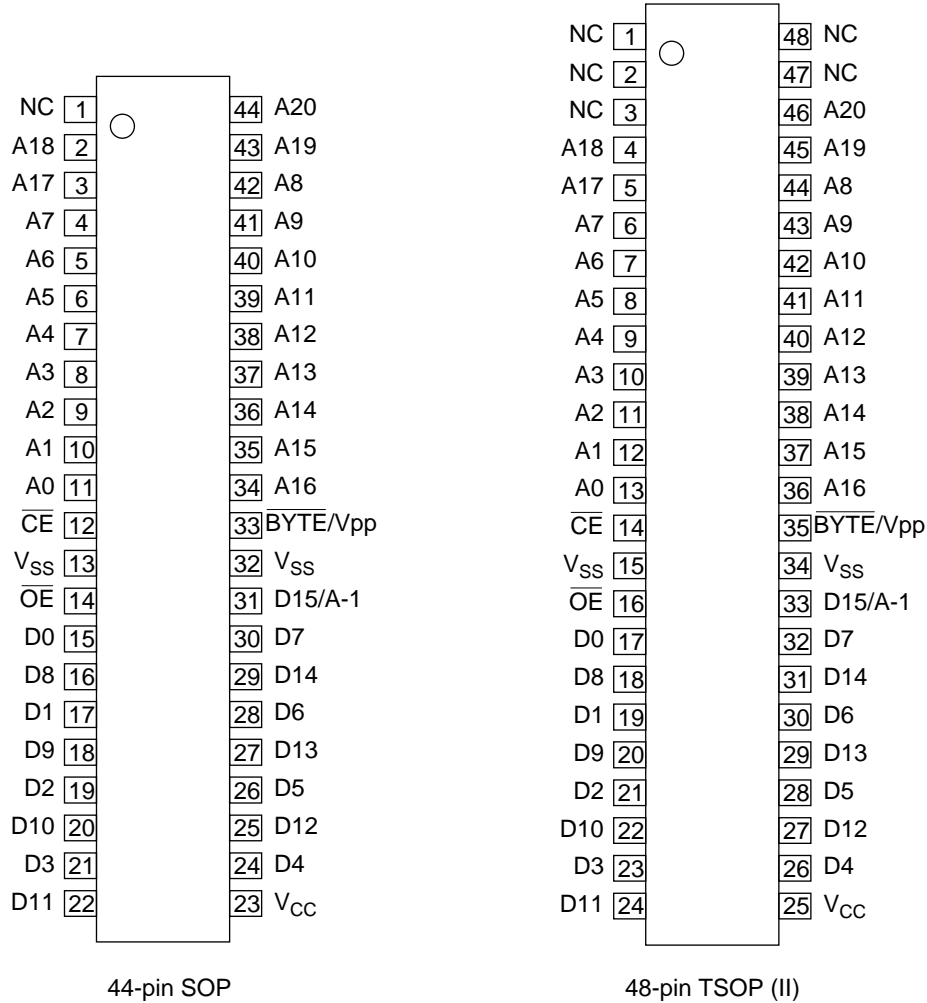 NC 1 44 A20
A18 2 43 A19
A17 3 42 A8
A7 4 41 A9
A6 5 40 A10
A5 6 39 A11
A4 7 38 A12
A3 8 37 A13
A2 9 36 A14
A1 10 35 A15
A0 11 34 A16
C̅E̅ 12 33 B̅Y̅T̅E̅/Vpp
VSS 13 32 VSS
O̅E̅ 14 31 D15/A-1
D0 15 30 D7
D8 16 29 D14
D1 17 28 D6
D9 18 27 D13
D2 19 26 D5
D10 20 25 D12
D3 21 24 D4
D11 22 23 VCC
44-pin SOP
NC 1 48 NC
NC 2 47 NC
NC 3 46 A20
A18 4 45 A19
A17 5 44 A8
A7 6 43 A9
A6 7 42 A10
A5 8 41 A11
A4 9 40 A12
A3 10 39 A13
A2 11 38 A14
A1 12 37 A15
A0 13 36 A16
C̅E̅ 14 35 B̅Y̅T̅E̅/Vpp
VSS 15 34 VSS
O̅E̅ 16 33 D15/A-1
D0 17 32 D7
D8 18 31 D14
D1 19 30 D6
D9 20 29 D13
D2 21 28 D5
D10 22 27 D12
D3 23 26 D4
D11 24 25 VCC
48-pin TSOP (II)